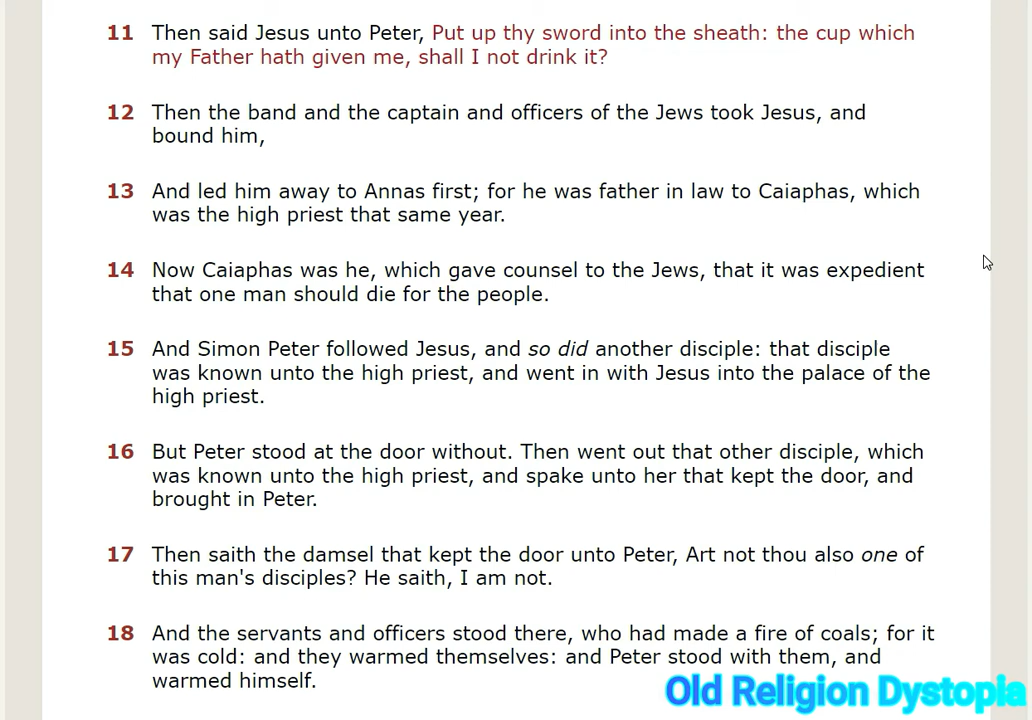 11 Then said Jesus unto Peter, Put up thy sword into the sheath: the cup which
my Father hath given me, shall I not drink it?
12 Then the band and the captain and officers of the Jews took Jesus, and
bound him,
13 And led him away to Annas first; for he was father in law to Caiaphas, which
was the high priest that same year.
14 Now Caiaphas was he, which gave counsel to the Jews, that it was expedient
that one man should die for the people.
15 And Simon Peter followed Jesus, and so did another disciple: that disciple
was known unto the high priest, and went in with Jesus into the palace of the
high priest.
16 But Peter stood at the door without. Then went out that other disciple, which
was known unto the high priest, and spake unto her that kept the door, and
brought in Peter.
17 Then saith the damsel that kept the door unto Peter, Art not thou also one of
this man's disciples? He saith, I am not.
18 And the servants and officers stood there, who had made a fire of coals; for it
was cold: and they warmed themselves: and Peter stood with them, and
warmed himself.
Old Religion Dystopia